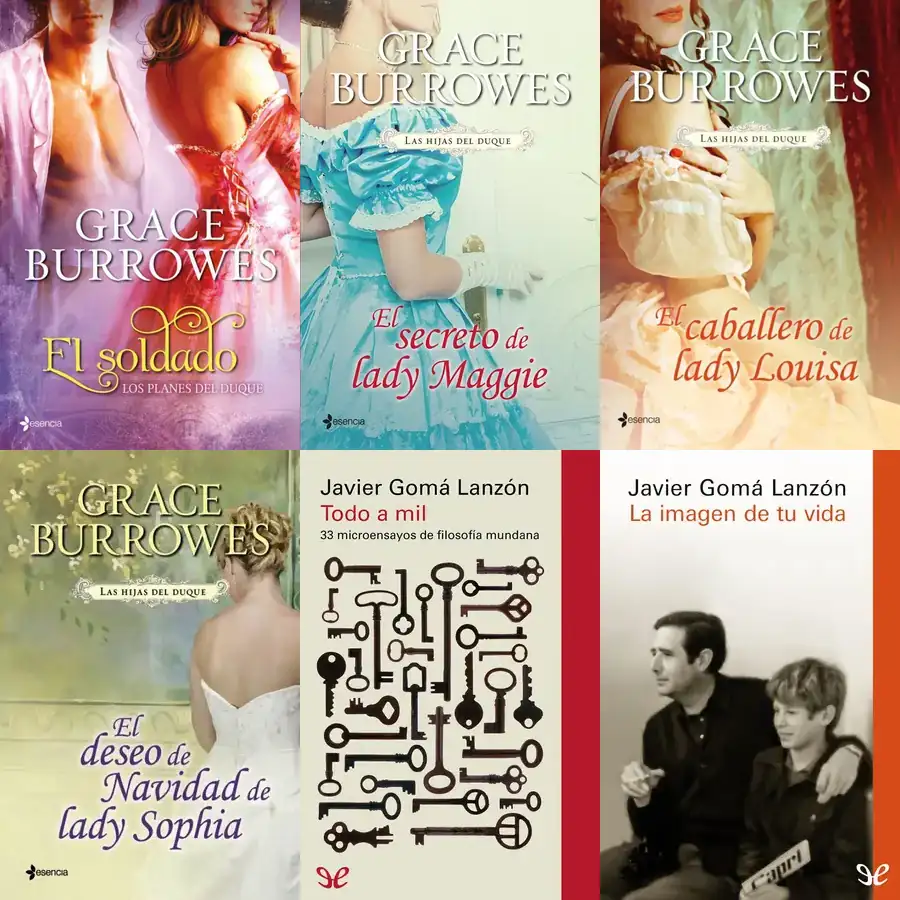 GRACE
BURROWES
El soldado
LOS PLANES DEL DUQUE
esencia
GRACE
BURROWES
LAS HIJAS DEL DUQUE
El
secreto de
lady Maggie
esencia
GRACE
BURROWES
LAS HIJAS DEL DUQUE
El
caballero de
lady Louisa
esencia
GRACE
BURROWES
LAS HIJAS DEL DUQUE
El
deseo de
Navidad de
lady Sophia
esencia
Javier Gomá Lanzón
Todo a mil
33 microensayos de filosofía mundana
Javier Gomá Lanzón
La imagen de tu vida
Capri